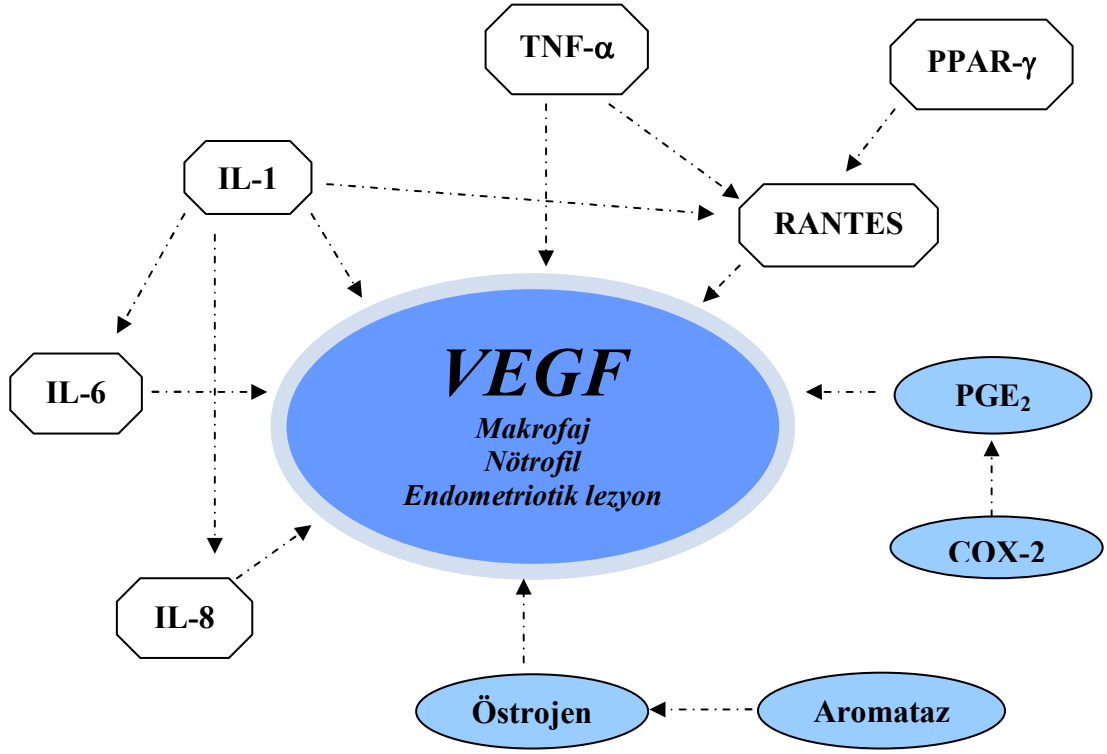 TNF-α
PPAR-γ
IL-1
RANTES
VEGF
Makrofaj
Nötrofil
Endometriotik lezyon
IL-6
PGE₂
COX-2
IL-8
Östrojen
Aromataz